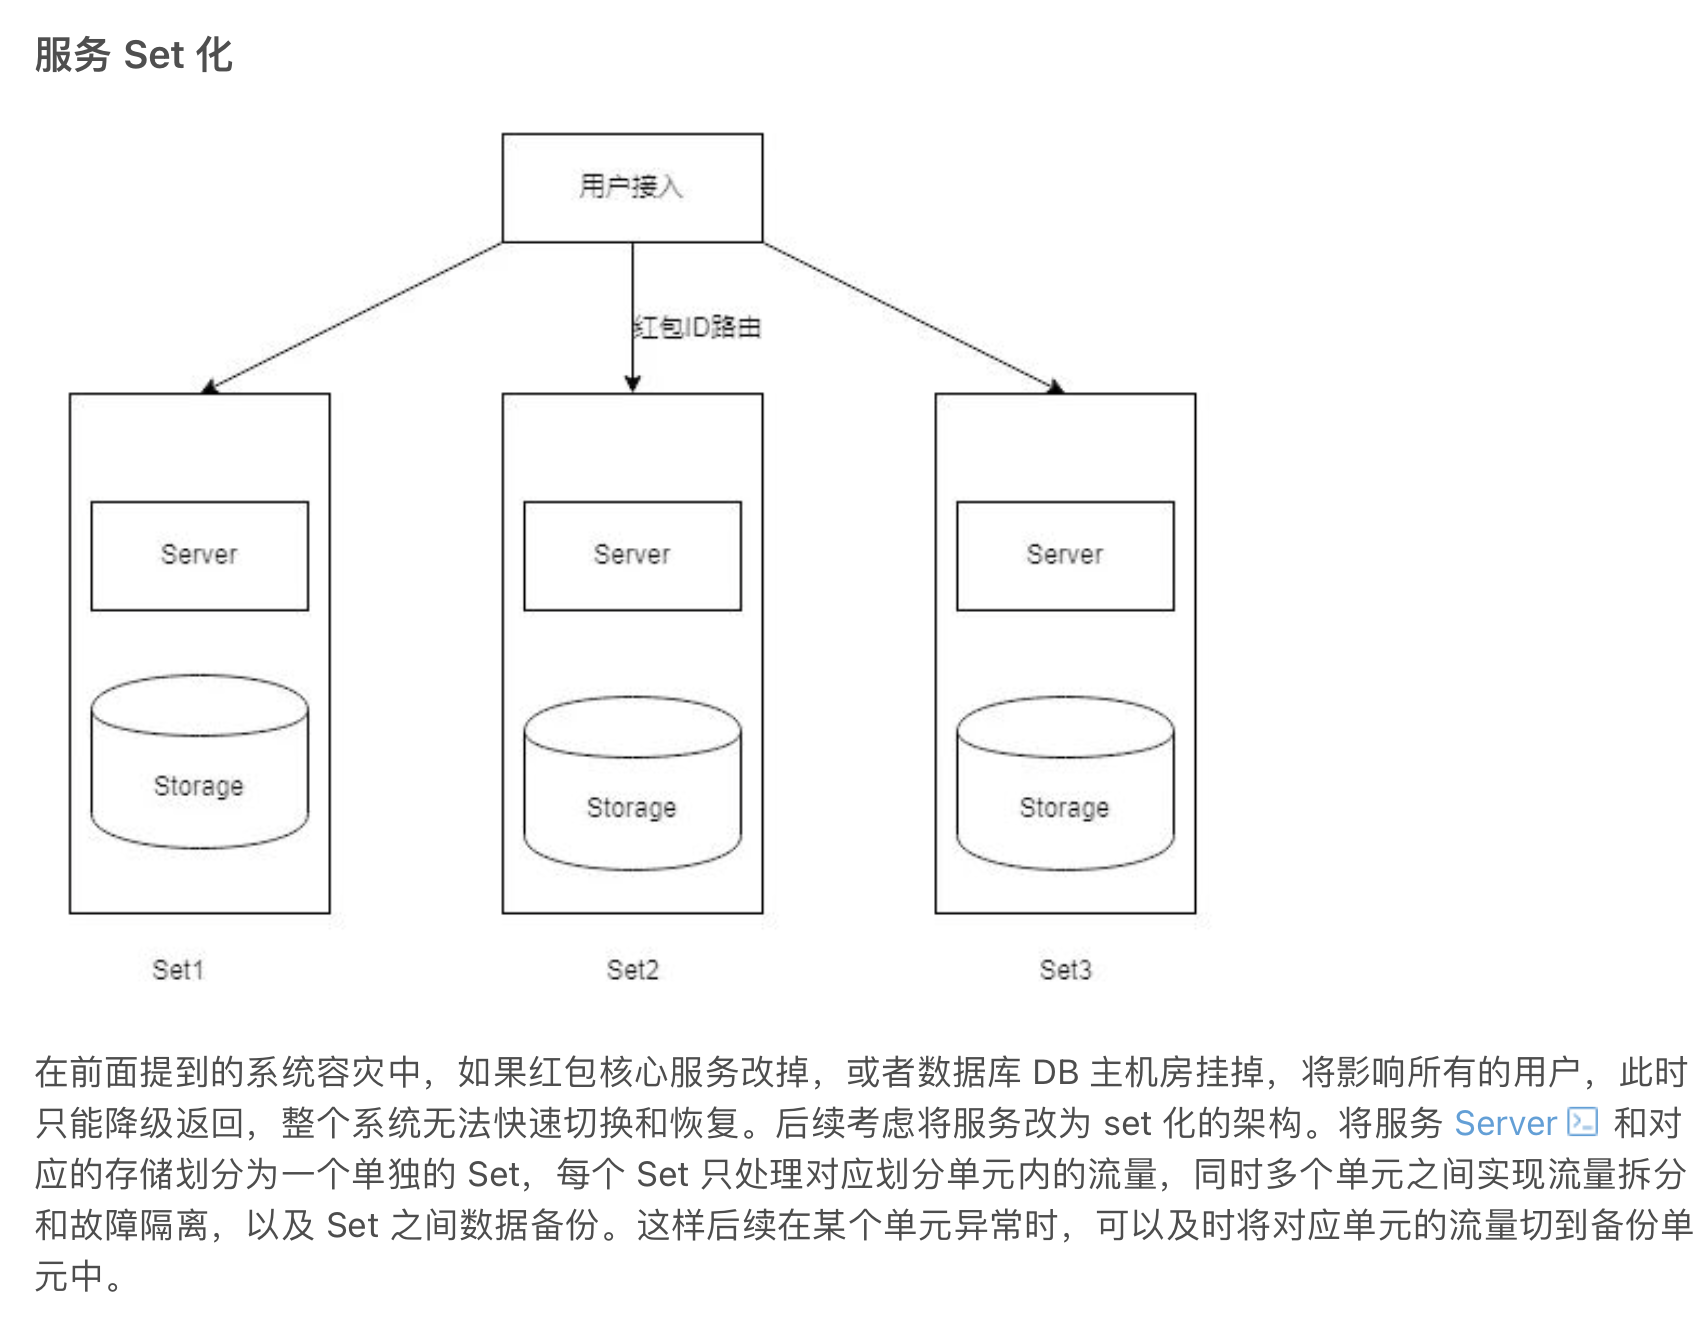 服务 Set 化
用户接入
红包ID路由
Server
Server
Server
Storage
Storage
Storage
Set1
Set2
Set3
在前面提到的系统容灾中，如果红包核心服务改掉，或者数据库 DB 主机房挂掉，将影响所有的用户，此时
只能降级返回，整个系统无法快速切换和恢复。后续考虑将服务改为 set 化的架构。将服务 Server 和对
应的存储划分为一个单独的 Set，每个 Set 只处理对应划分单元内的流量，同时多个单元之间实现流量拆分
和故障隔离，以及 Set 之间数据备份。这样后续在某个单元异常时，可以及时将对应单元的流量切到备份单
元中。